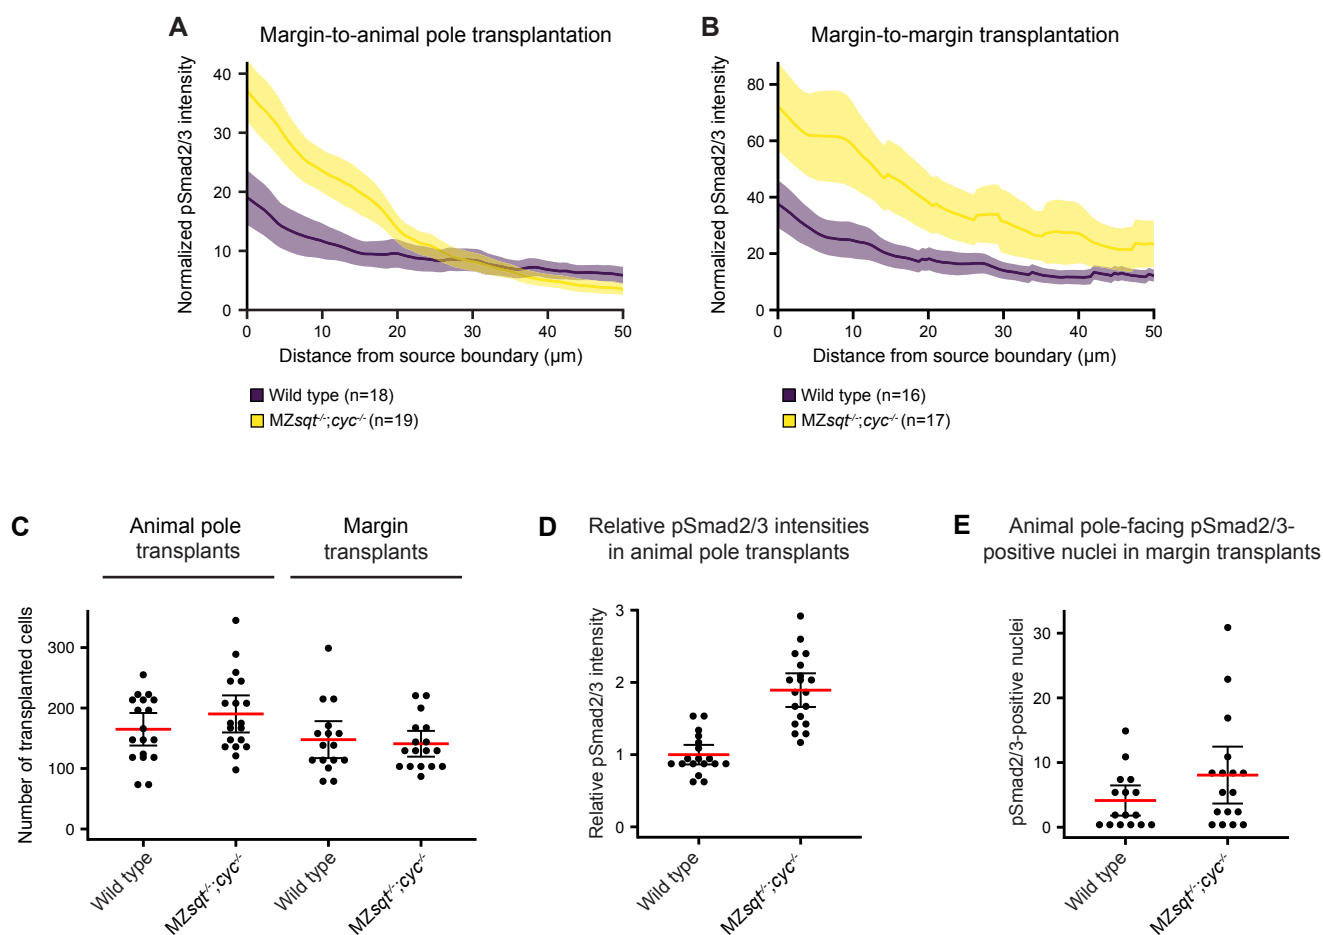 A
Margin-to-animal pole transplantation
Normalized pSmad2/3 intensity
40
30
20
10
0
0 10 20 30 40 50
Distance from source boundary (µm)
Wild type (n=18)
MZsqt-/-;cyc-/- (n=19)
B
Margin-to-margin transplantation
Normalized pSmad2/3 intensity
80
60
40
20
0
0 10 20 30 40 50
Distance from source boundary (µm)
Wild type (n=16)
MZsqt-/-;cyc-/- (n=17)
C
Animal pole
transplants
Margin
transplants
Number of transplanted cells
300
200
100
0
Wild type
MZsqt-/-;cyc-/-
Wild type
MZsqt-/-;cyc-/-
D
Relative pSmad2/3 intensities
in animal pole transplants
Relative pSmad2/3 intensity
3
2
1
0
Wild type
MZsqt-/-;cyc-/-
E
Animal pole-facing pSmad2/3-
positive nuclei in margin transplants
pSmad2/3-positive nuclei
30
20
10
0
Wild type
MZsqt-/-;cyc-/-